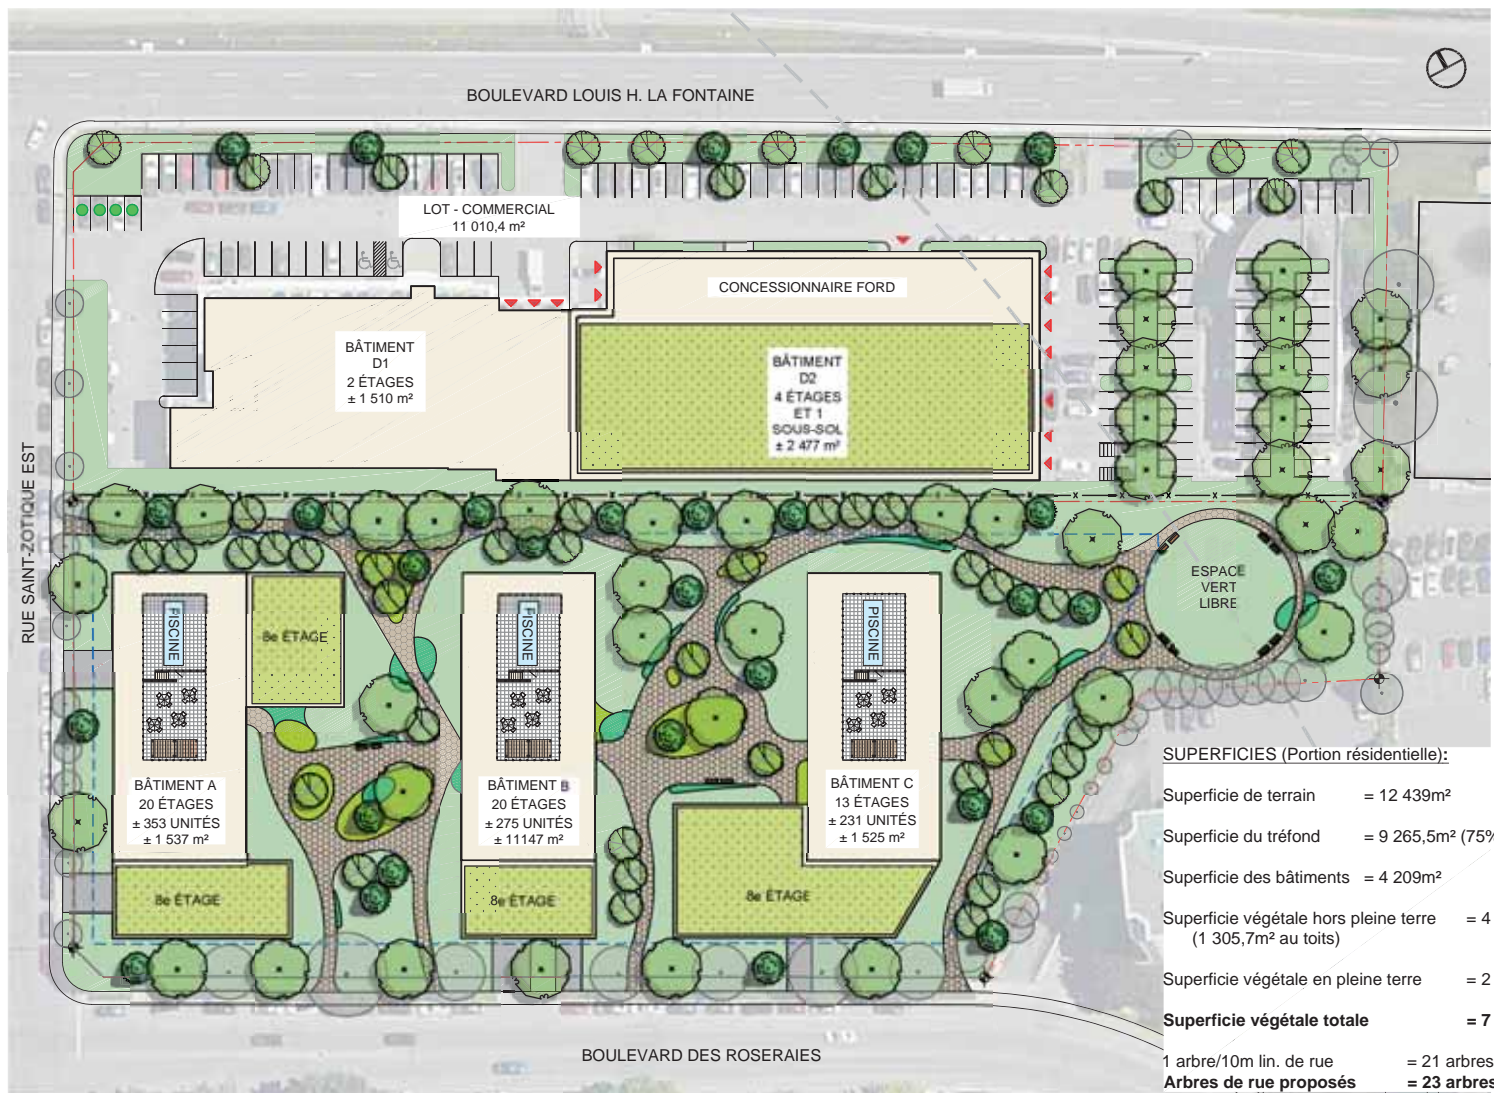 BOULEVARD LOUIS H. LA FONTAINE
LOT - COMMERCIAL
11 010,4 m²
CONCESSIONNAIRE FORD
BÂTIMENT
D1
2 ÉTAGES
± 1 510 m²
BÂTIMENT
D2
4 ÉTAGES
ET 1
SOUS-SOL
± 2 477 m²
RUE SAINT-ZOTIQUE EST
ESPACE
VERT
LIBRE
PISCINE
8e ÉTAGE
PISCINE
PISCINE
BÂTIMENT A
20 ÉTAGES
± 353 UNITÉS
± 1 537 m²
BÂTIMENT B
20 ÉTAGES
± 275 UNITÉS
± 11147 m²
BÂTIMENT C
13 ÉTAGES
± 231 UNITÉS
± 1 525 m²
8e ÉTAGE
8e ÉTAGE
8e ÉTAGE
BOULEVARD DES ROSERAIES
SUPERFICIES (Portion résidentielle):
Superficie de terrain = 12 439m²
Superficie du tréfond = 9 265,5m² (75%
Superficie des bâtiments = 4 209m²
Superficie végétale hors pleine terre = 4
(1 305,7m² au toits)
Superficie végétale en pleine terre = 2
Superficie végétale totale = 7
1 arbre/10m lin. de rue = 21 arbres
Arbres de rue proposés = 23 arbres